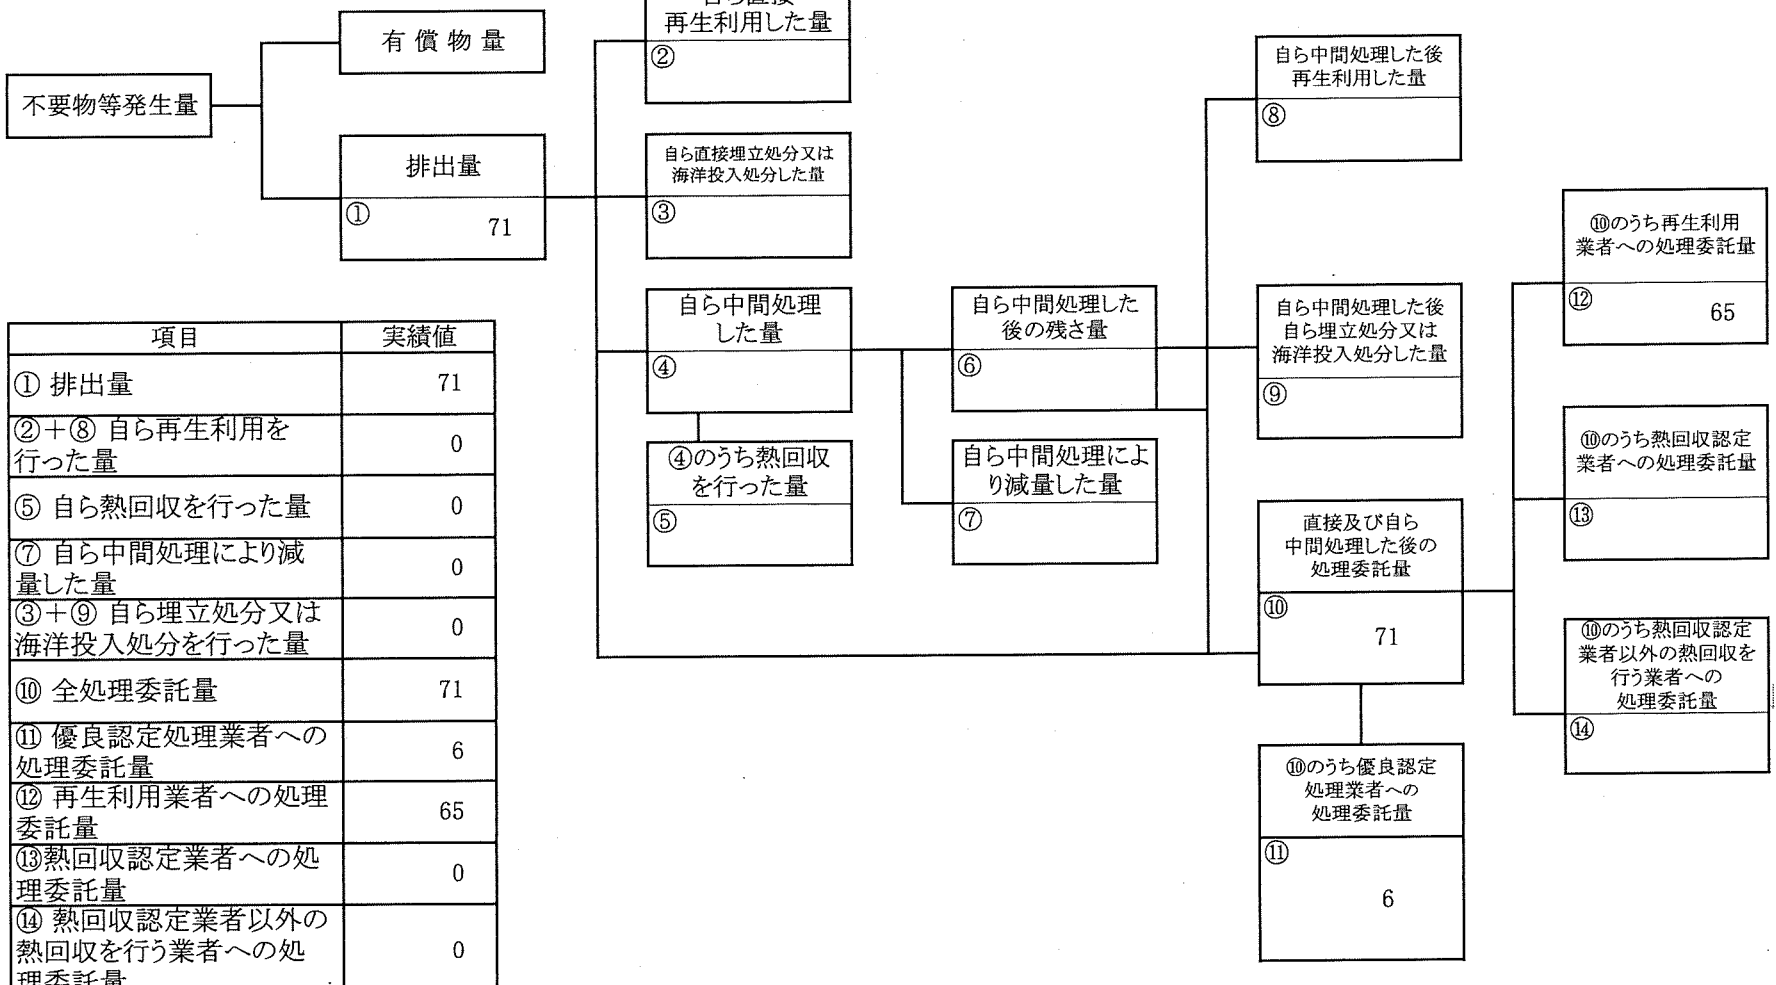 自ら直接
再生利用した量
②
有償物量
不要物等発生量
排出量
①
71
自ら直接埋立処分又は
海洋投入処分した量
③
自ら中間処理
した量
④
④のうち熱回収
を行った量
⑤
自ら中間処理した
後の残さ量
⑥
自ら中間処理によ
り減量した量
⑦
自ら中間処理した後
再生利用した量
⑧
自ら中間処理した後
自ら埋立処分又は
海洋投入処分した量
⑨
直接及び自ら
中間処理した後の
処理委託量
⑩
71
⑩のうち優良認定
処理業者への
処理委託量
⑪
6
⑩のうち再生利用
業者への処理委託量
⑫
65
⑩のうち熱回収認定
業者への処理委託量
⑬
⑩のうち熱回収認定
業者以外の熱回収を
行う業者への
処理委託量
⑭
項目 実績値
① 排出量 71
②+⑧ 自ら再生利用を
行った量 0
⑤ 自ら熱回収を行った量 0
⑦ 自ら中間処理により減
量した量 0
③+⑨ 自ら埋立処分又は
海洋投入処分を行った量 0
⑩ 全処理委託量 71
⑪ 優良認定処理業者への
処理委託量 6
⑫ 再生利用業者への処理
委託量 65
⑬熱回収認定業者への処
理委託量 0
⑭ 熱回収認定業者以外の
熱回収を行う業者への処 0
理委託量